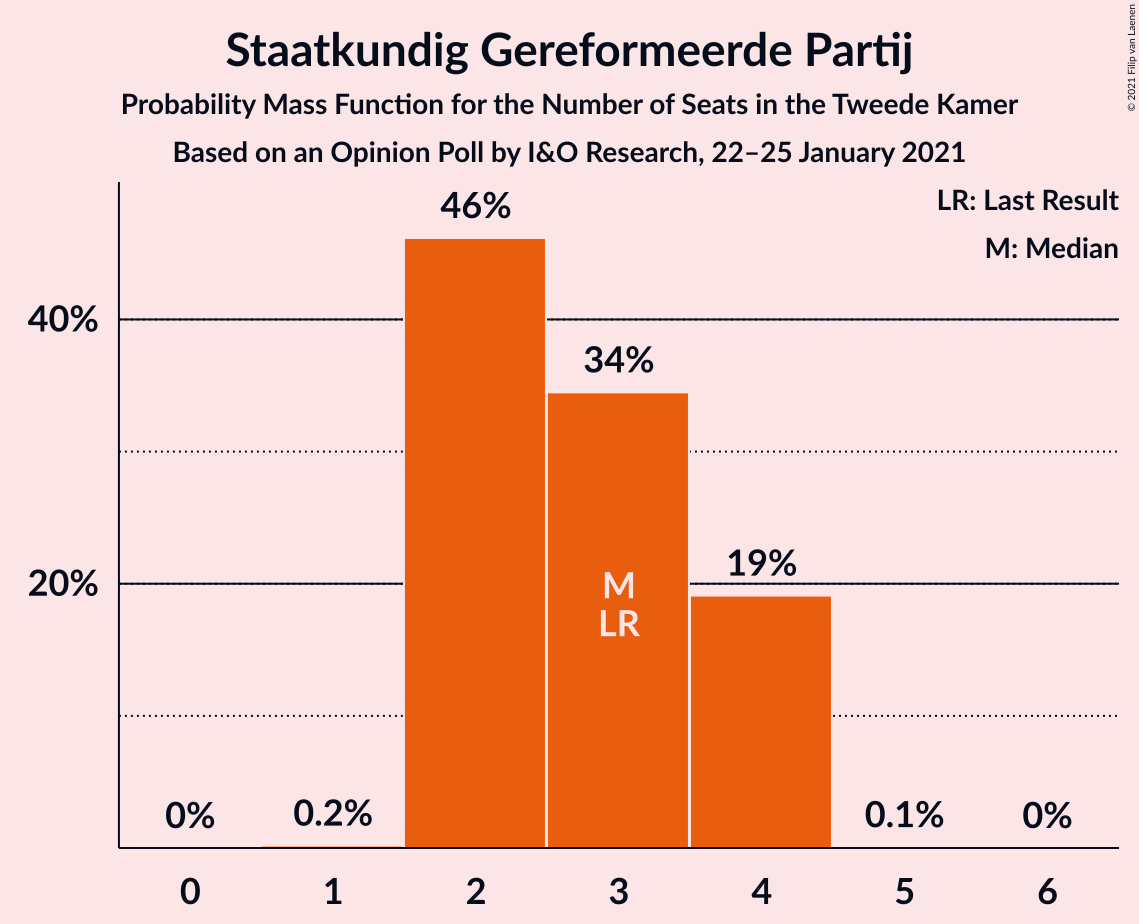 Staatkundig Gereformeerde Partij
Probability Mass Function for the Number of Seats in the Tweede Kamer
Based on an Opinion Poll by I&O Research, 22–25 January 2021
© 2021 Filip van Laenen
LR: Last Result
M: Median
46%
40%
34%
20%
19%
M
LR
0%
0.2%
0.1%
0%
0 1 2 3 4 5 6